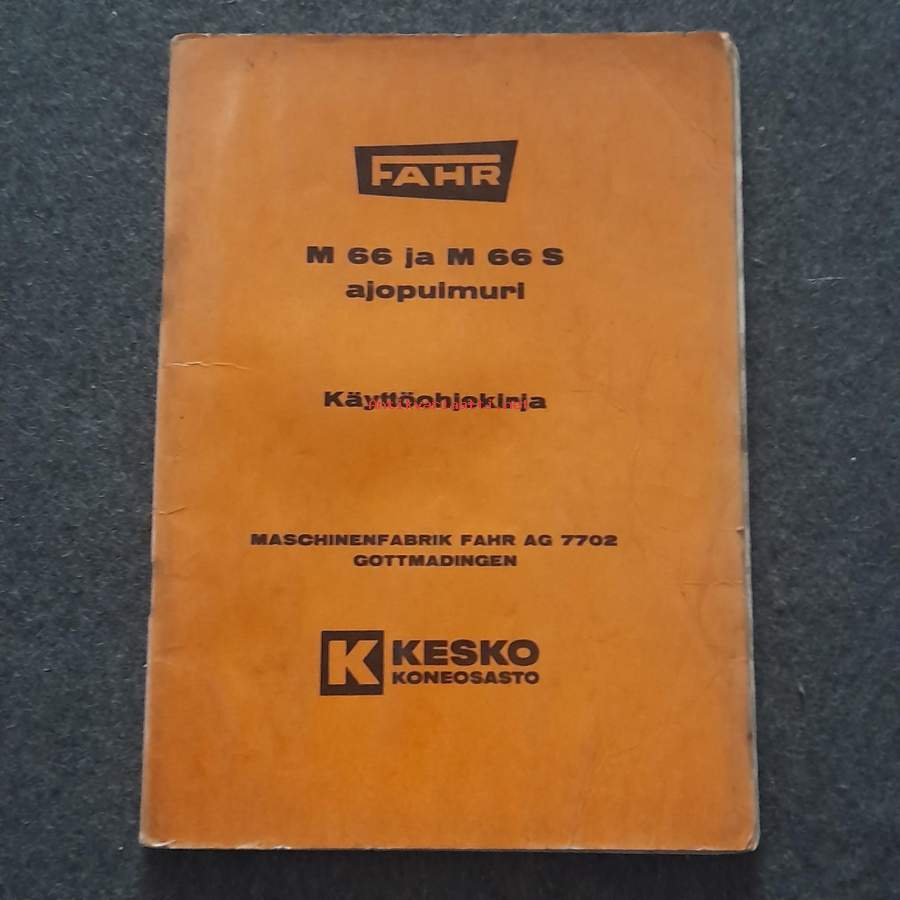 FAHR
M 66 ja M 66 S
ajopuimuri
Käyttöohjekirja
MASCHINENFABRIK FAHR AG 7702
GOTTMADINGEN
K KESKO
KONEOSASTO